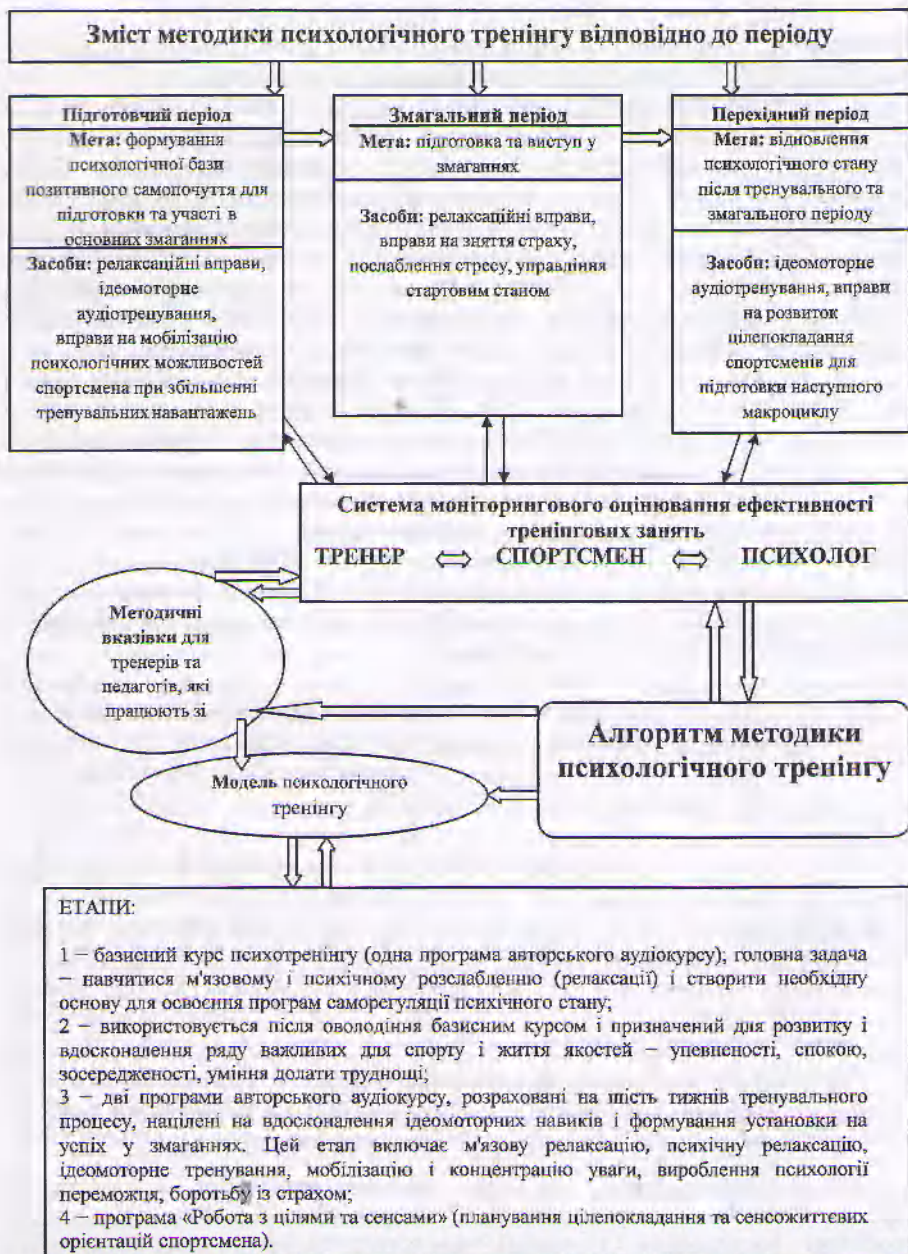 Зміст методики психологічного тренінгу відповідно до періоду
Підготовчий період
Мета: формування
психологічної бази
позитивного самопочуття для
підготовки та участі в
основних змаганнях
Засоби: релаксаційні вправи,
ідеомоторне
аудіотренування,
вправи на мобілізацію
психологічних можливостей
спортсмена при збільшенні
тренувальних навантажень
Змагальний період
Мета: підготовка та виступ у
змаганнях
Засоби: релаксаційні вправи,
вправи на зняття страху,
послаблення стресу, управління
стартовим станом
Перехідний період
Мета: відновлення
психологічного стану
після тренувального та
змагального періоду
Засоби: ідеомоторне
аудіотренування, вправи
на розвиток
цілепокладання
спортсменів для
підготовки наступного
макроциклу
Система моніторингового оцінювання ефективності
тренінгових занять
ТРЕНЕР ⇔ СПОРТСМЕН ⇔ ПСИХОЛОГ
Методичні
вказівки для
тренерів та
педагогів, які
працюють зі
Алгоритм методики
психологічного тренінгу
Модель психологічного
тренінгу
ЕТАПИ:
1 – базисний курс психотренінгу (одна програма авторського аудіокурсу); головна задача
– навчитися м'язовому і психічному розслабленню (релаксації) і створити необхідну
основу для освоєння програм саморегуляції психічного стану;
2 – використовується після оволодіння базисним курсом і призначений для розвитку і
вдосконалення ряду важливих для спорту і життя якостей – упевненості, спокою,
зосередженості, уміння долати труднощі;
3 – дві програми авторського аудіокурсу, розраховані на шість тижнів тренувального
процесу, націлені на вдосконалення ідеомоторних навиків і формування установки на
успіх у змаганнях. Цей етап включає м'язову релаксацію, психічну релаксацію,
ідеомоторне тренування, мобілізацію і концентрацію уваги, вироблення психології
переможця, боротьбу із страхом;
4 – програма «Робота з цілями та сенсами» (планування цілепокладання та сенсожиттєвих
орієнтацій спортсмена).